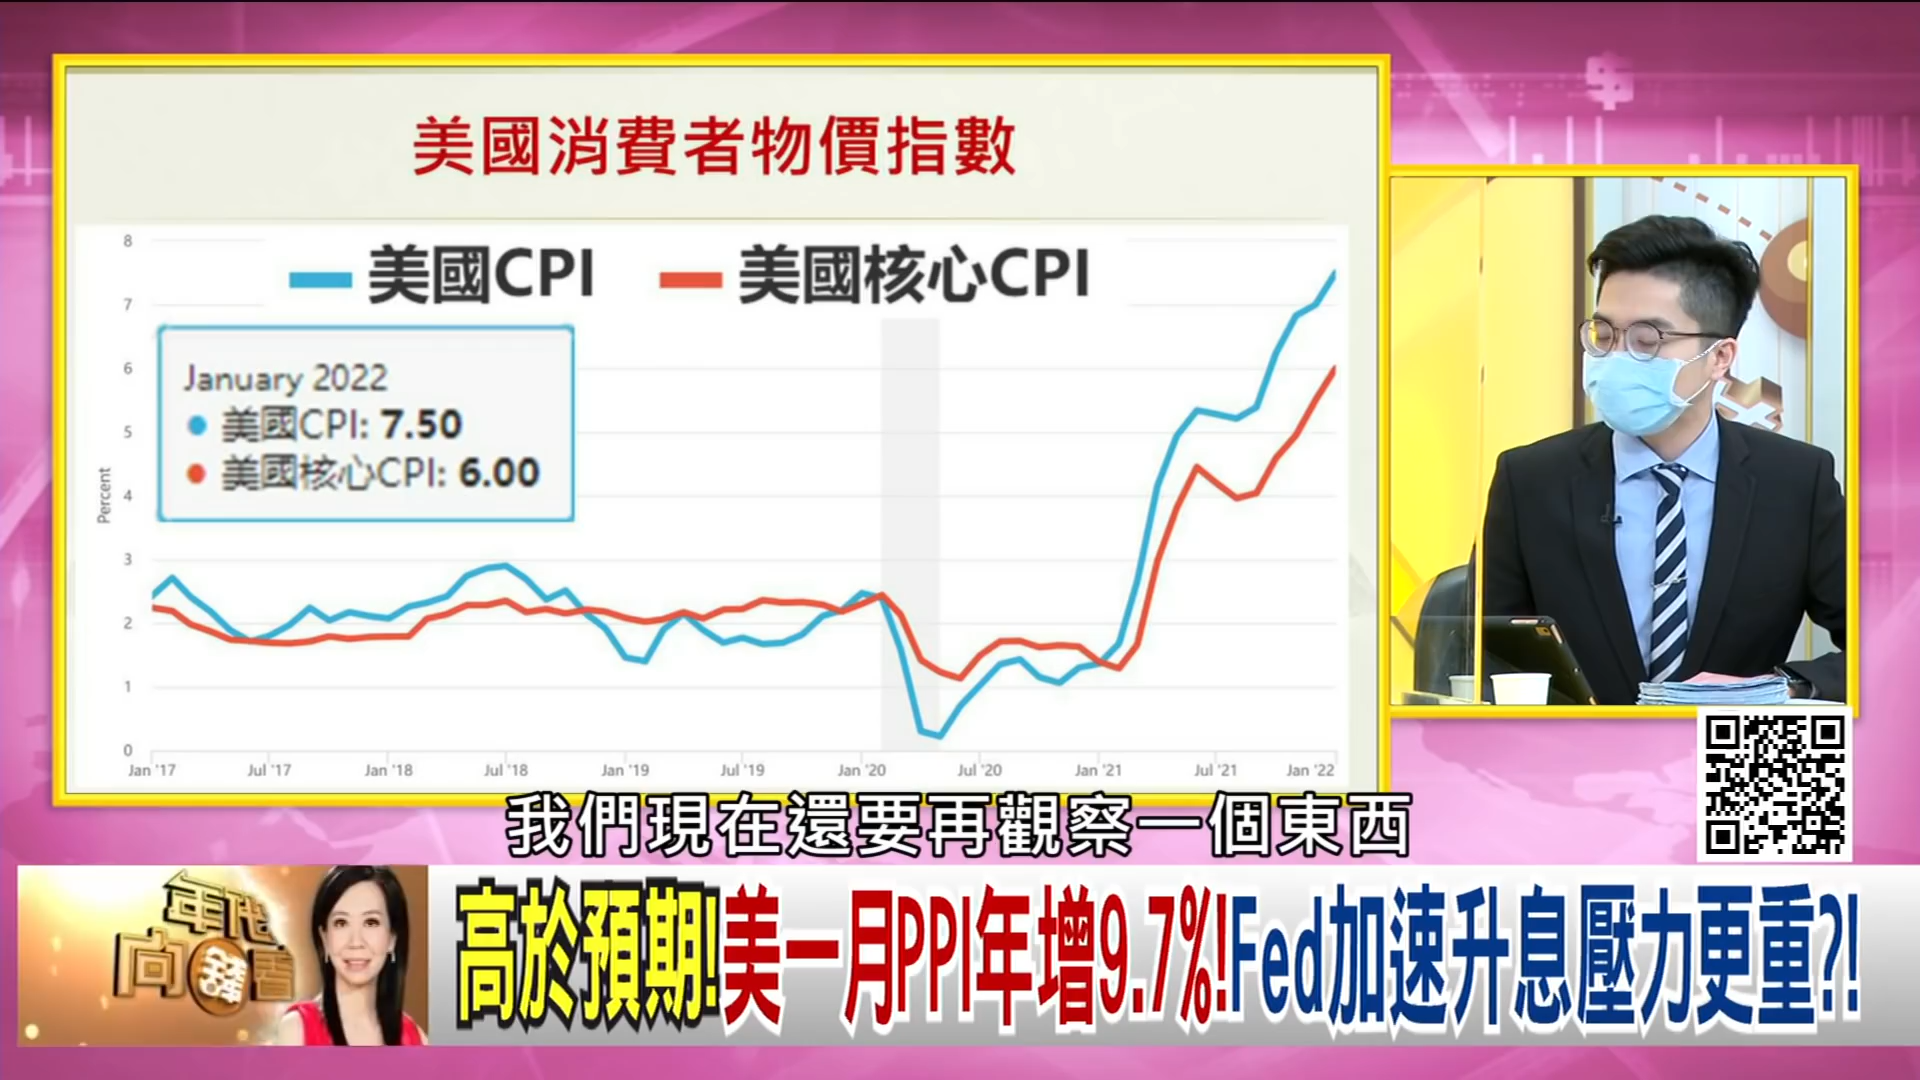 美國消費者物價指數
美國CPI 美國核心CPI
January 2022
美國CPI: 7.50
美國核心CPI: 6.00
Percent
8
7
6
5
4
3
2
1
0
Jan '17 Jul '17 Jan '18 Jul '18 Jan '19 Jul '19 Jan '20 Jul '20 Jan '21 Jul '21 Jan '22
我們現在還要再觀察一個東西
年代
向錢看
高於預期!美一月PPI年增9.7%!Fed加速升息壓力更重?!